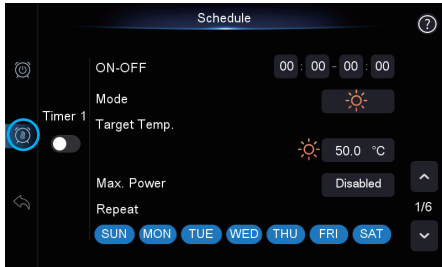 Schedule
?
ON-OFF 00 : 00 - 00 : 00
Mode
Timer 1
Target Temp.
50.0 °C
Max. Power Disabled
Repeat
1/6
SUN MON TUE WED THU FRI SAT